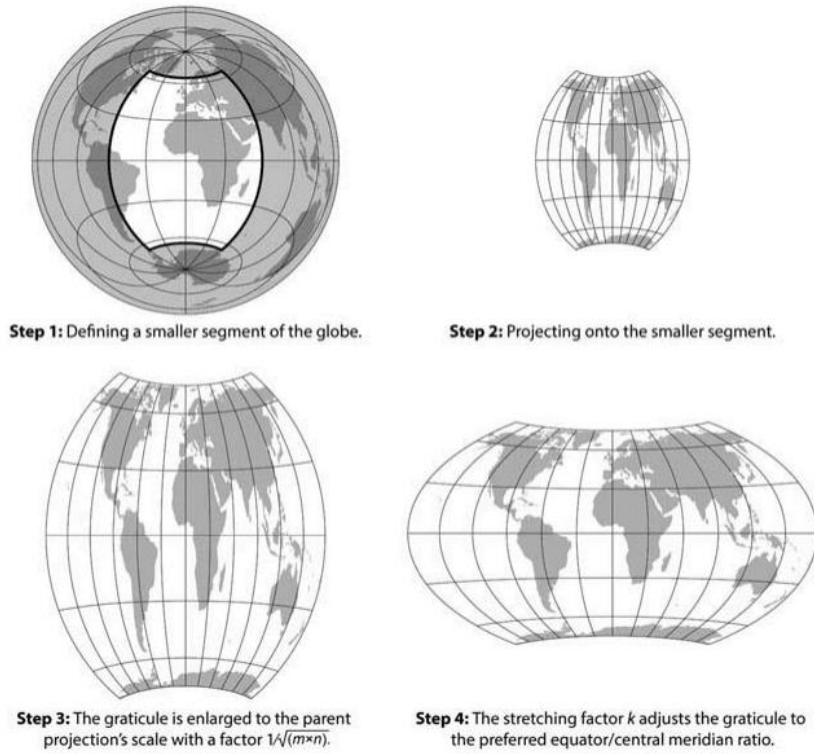 Step 1: Defining a smaller segment of the globe.
Step 2: Projecting onto the smaller segment.
Step 3: The graticule is enlarged to the parent
projection's scale with a factor 1/√(m×n).
Step 4: The stretching factor k adjusts the graticule to
the preferred equator/central meridian ratio.